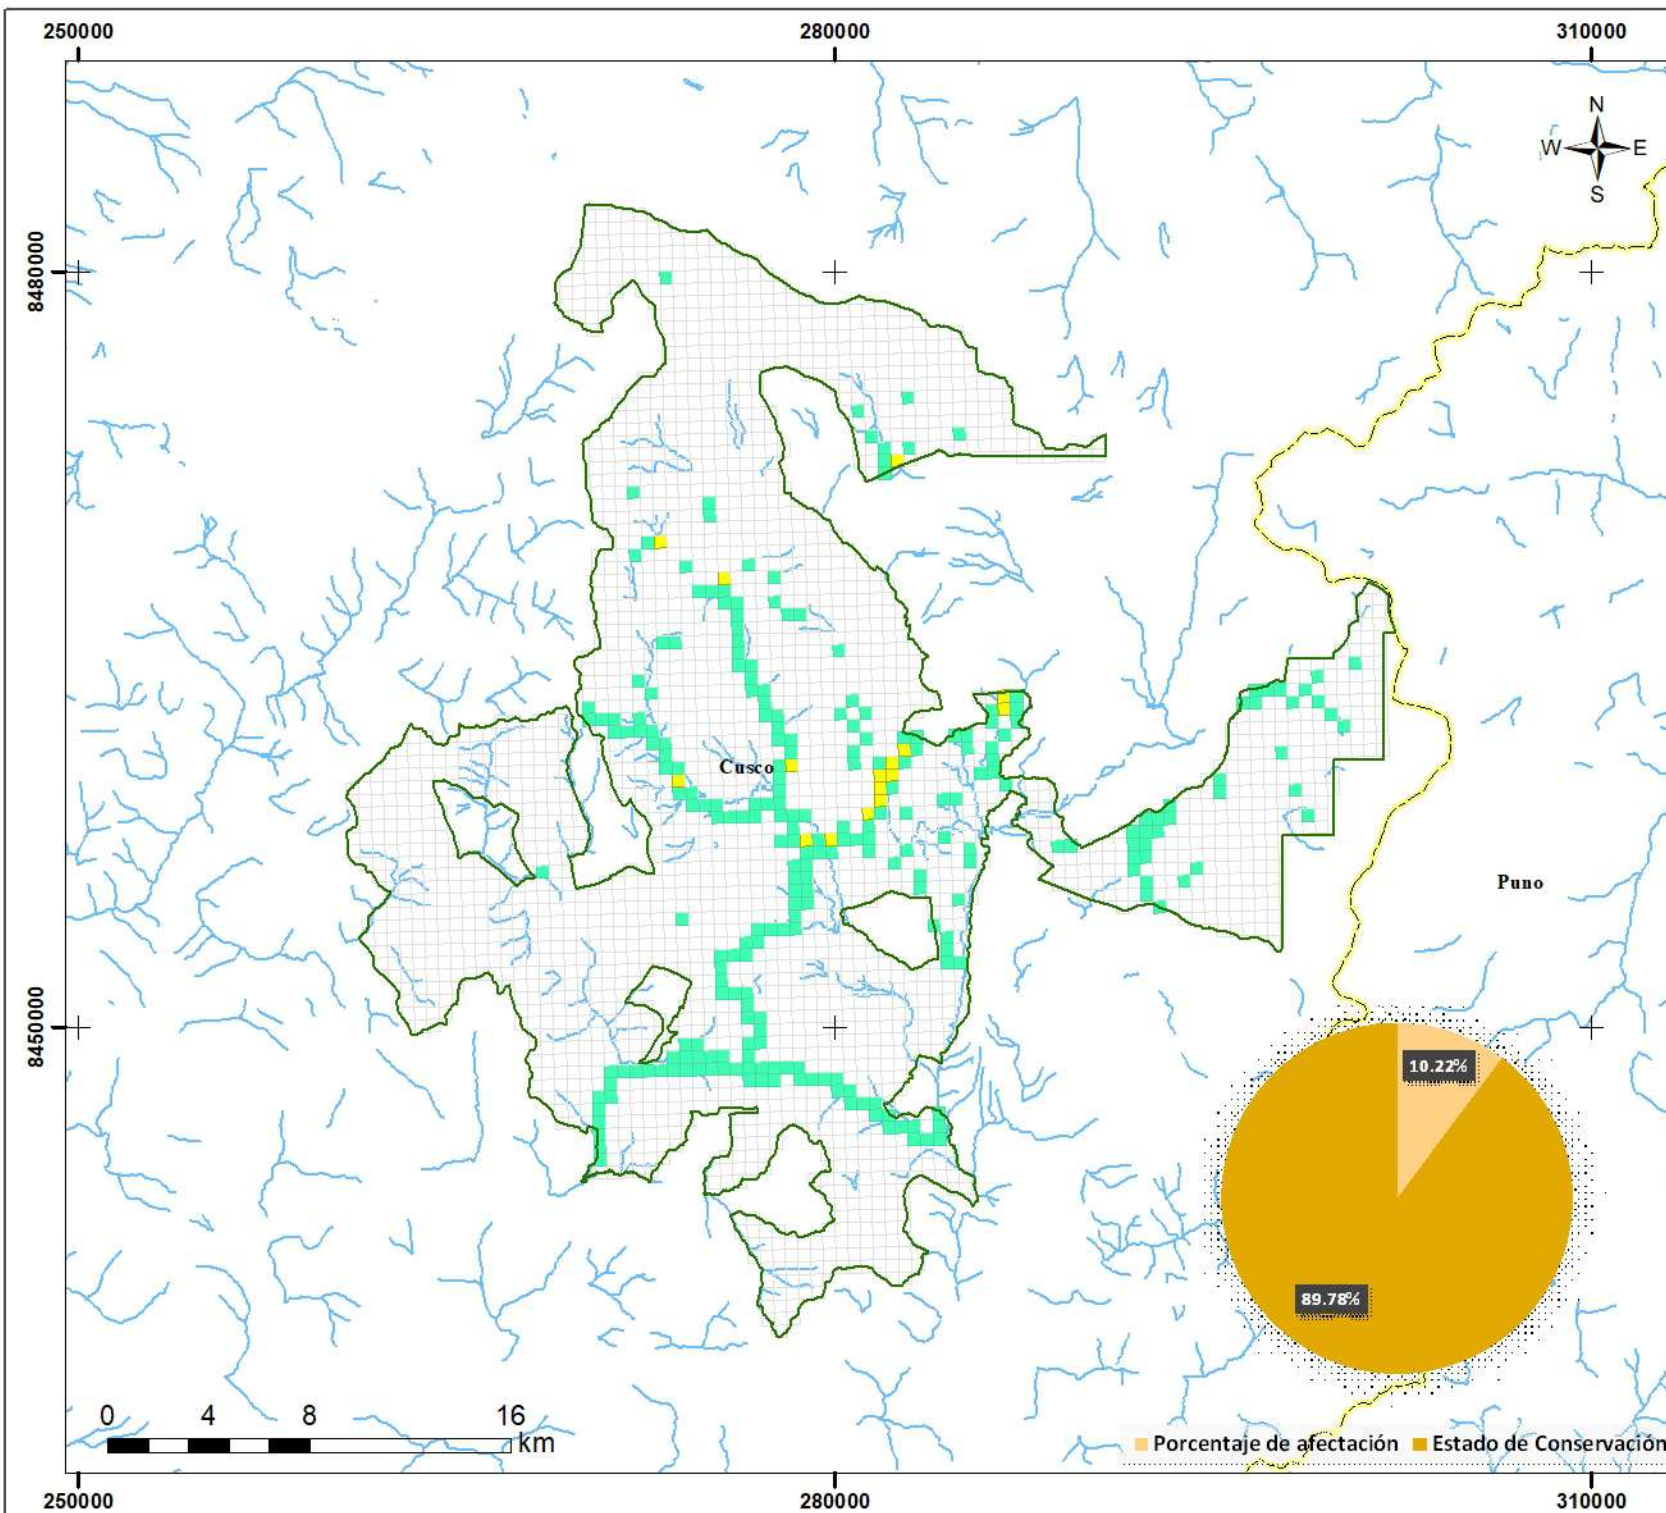 250000 280000 310000
N
W E
S
8480000
Cusco
Puno
8450000
10.22%
89.78%
0 4 8 16
km
Porcentaje de afectación Estado de Conservación
250000 280000 310000